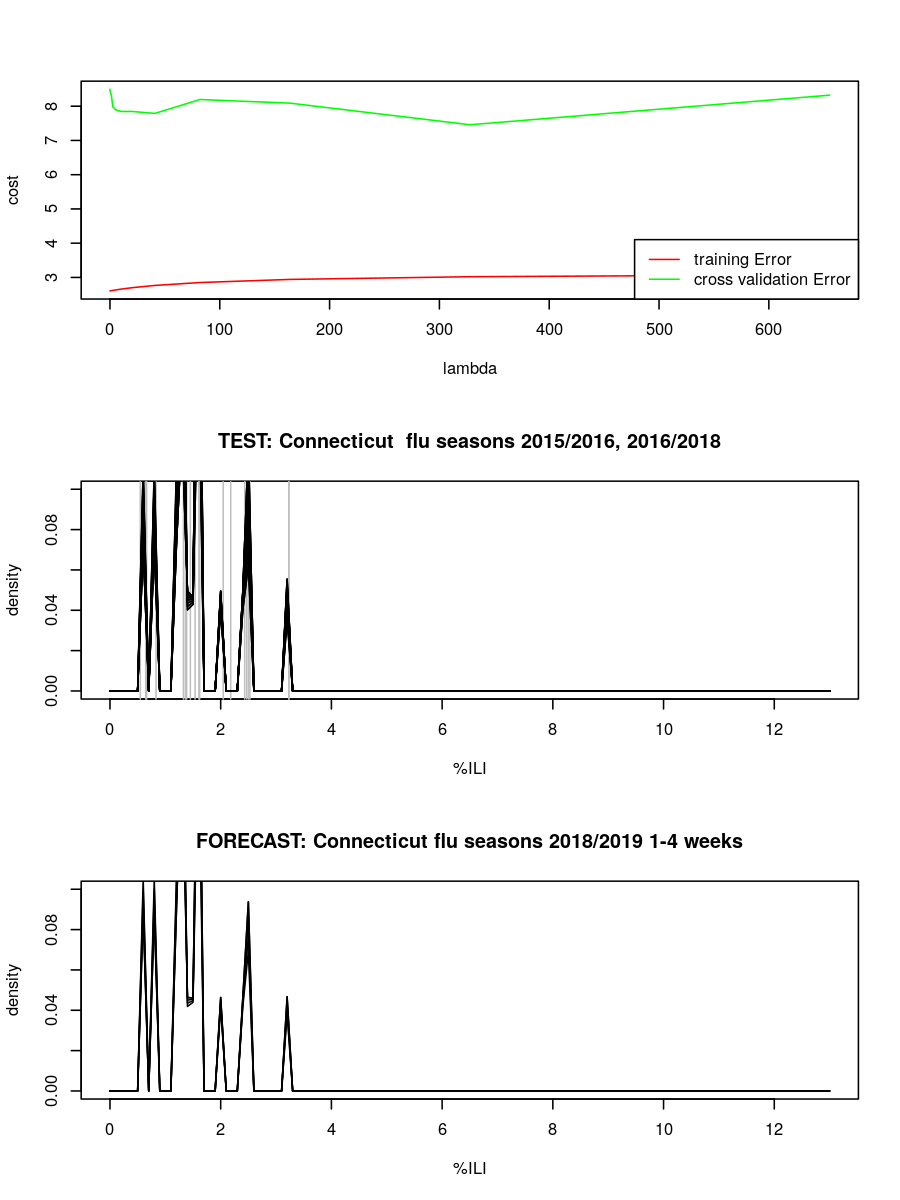 cost
8
7
6
5
4
3
training Error
cross validation Error
0 100 200 300 400 500 600
lambda
TEST: Connecticut  flu seasons 2015/2016, 2016/2018
density
0.08
0.04
0.00
0 2 4 6 8 10 12
%ILI
FORECAST: Connecticut flu seasons 2018/2019 1-4 weeks
density
0.08
0.04
0.00
0 2 4 6 8 10 12
%ILI